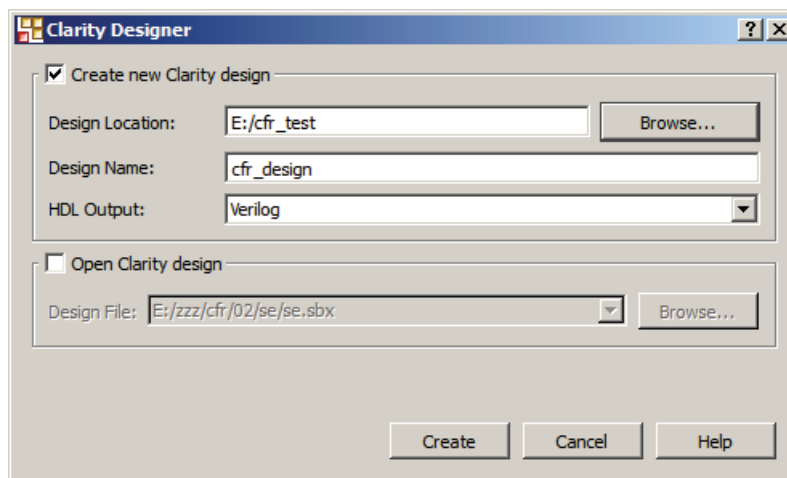 Clarity Designer
Create new Clarity design
Design Location: E:/cfr_test Browse...
Design Name: cfr_design
HDL Output: Verilog
Open Clarity design
Design File: E:/zzz/cfr/02/se/se.sbx Browse...
Create Cancel Help